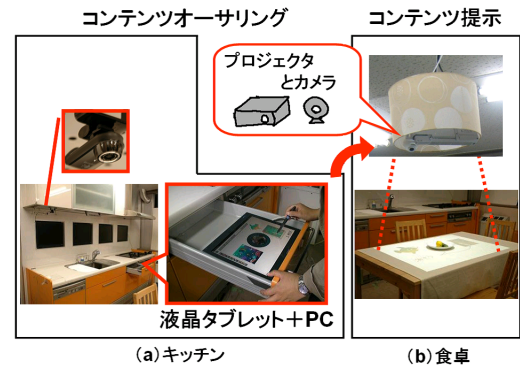 コンテンツオーサリング
コンテンツ提示
プロジェクタ
とカメラ
液晶タブレット＋PC
（a）キッチン
（b）食卓